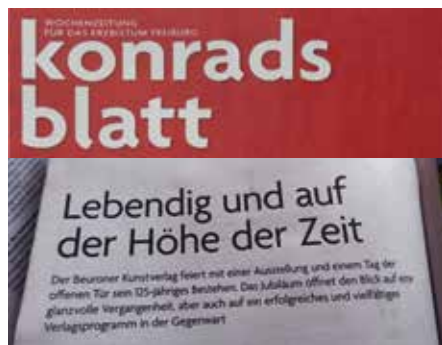 WOCHENZEITUNG
FÜR DAS ERZBISTUM FREIBURG
konrads
blatt
Lebendig und auf
der Höhe der Zeit
Der Beuroner Kunstverlag feiert mit einer Ausstellung und einem Tag der
offenen Tür sein 125-jähriges Bestehen. Das Jubiläum öffnet den Blick auf eine
glanzvolle Vergangenheit, aber auch auf ein erfolgreiches und vielfältiges
Verlagsprogramm in der Gegenwart